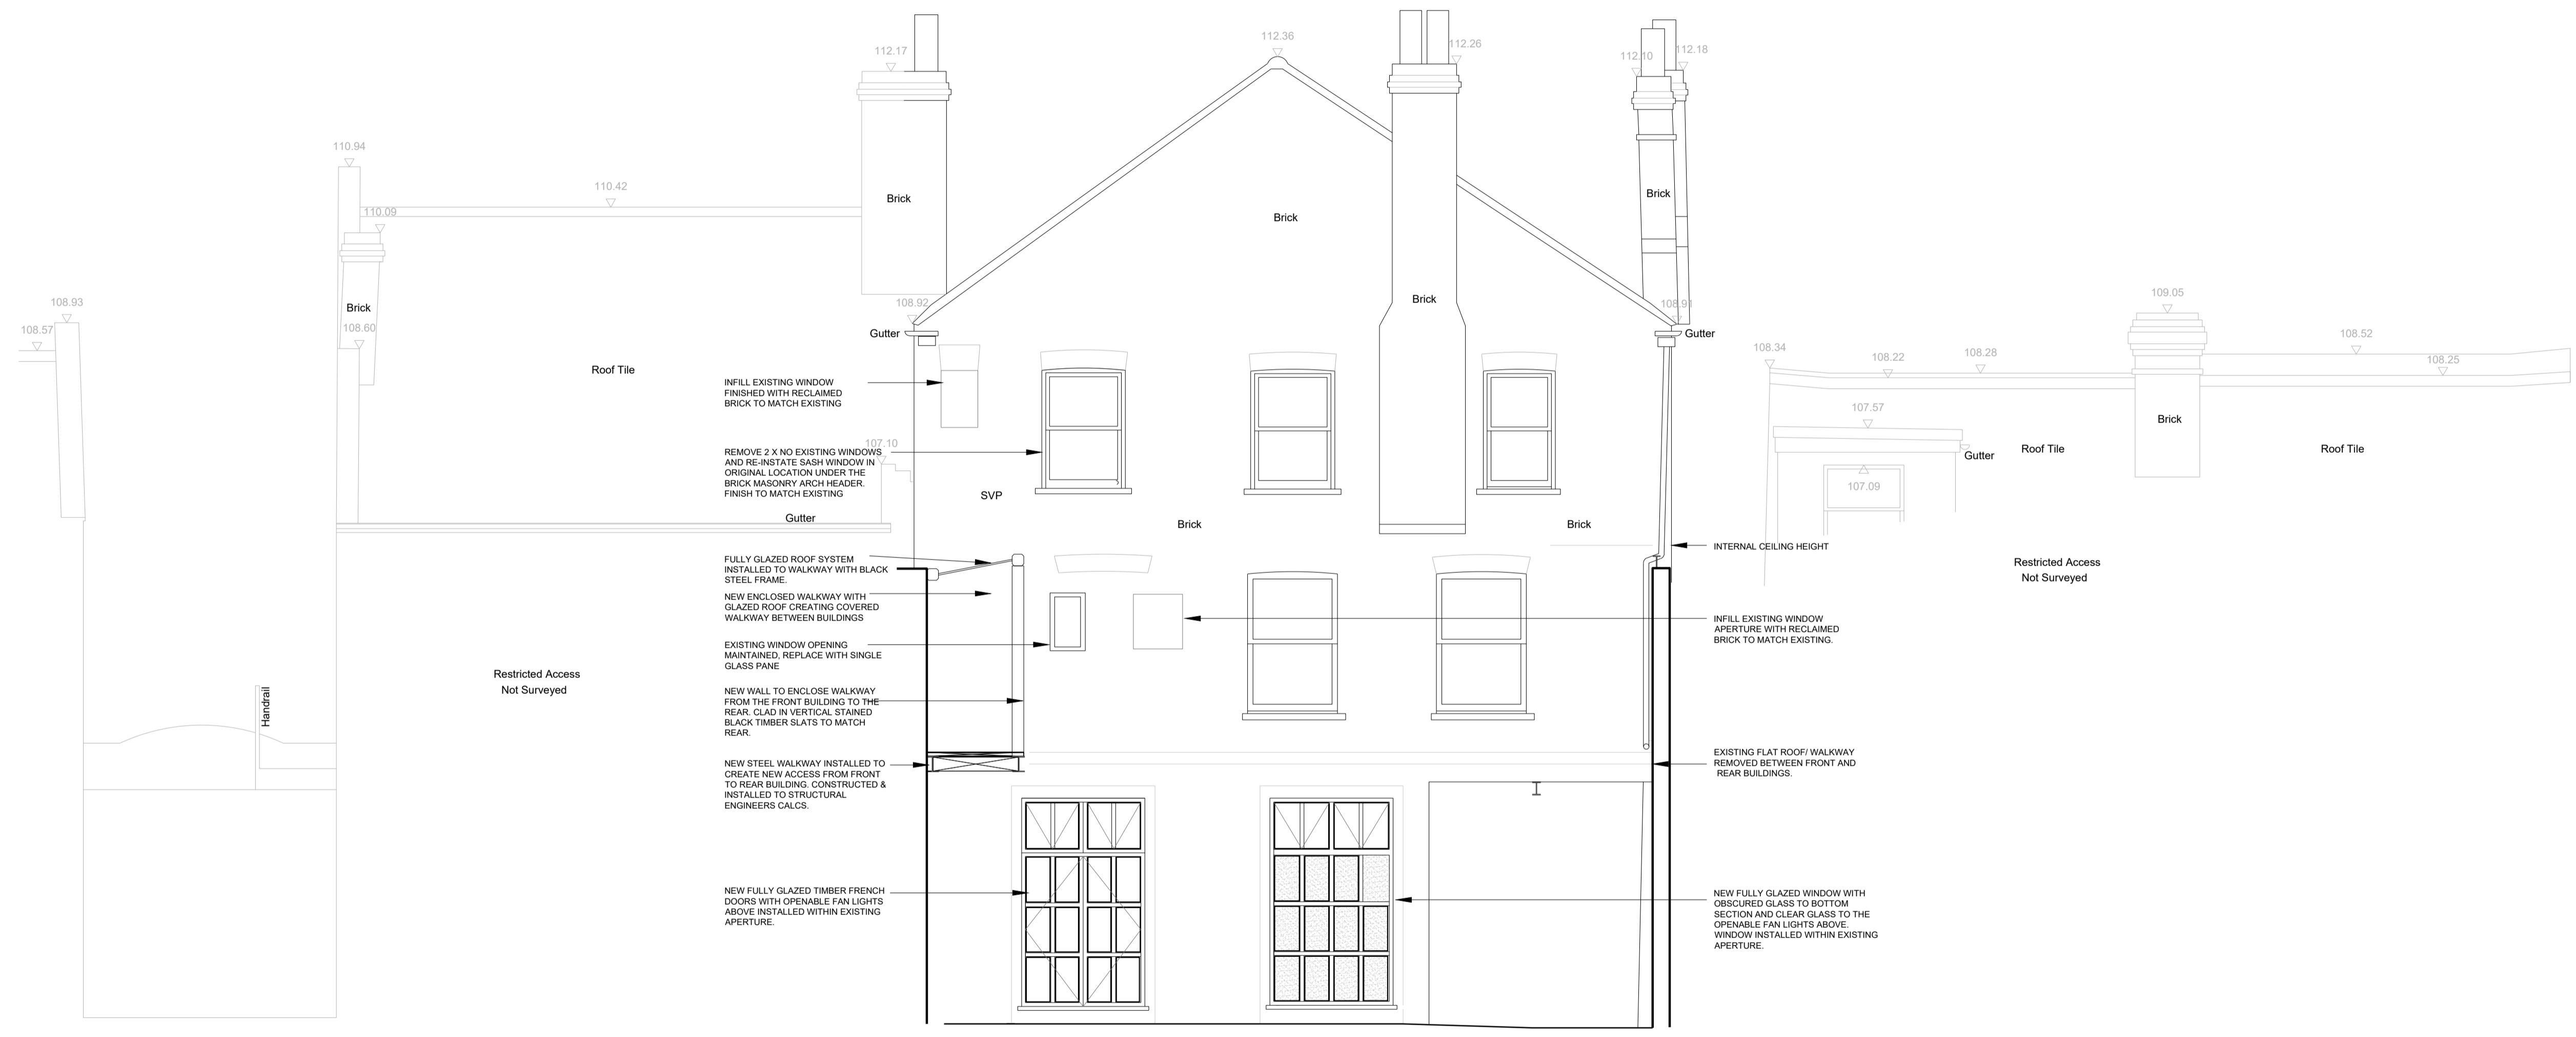 112.17
112.36
112.26
112.10
112.18
110.94
110.42
110.09
Brick
Brick
Brick
108.93
108.57
Brick
108.60
108.92
Gutter
Brick
108.91
Gutter
109.05
108.52
108.34
108.22
108.28
108.25
Roof Tile
107.57
Brick
Gutter
Roof Tile
Roof Tile
107.09
INFILL EXISTING WINDOW
FINISHED WITH RECLAIMED
BRICK TO MATCH EXISTING
107.10
REMOVE 2 X NO EXISTING WINDOWS
AND RE-INSTATE SASH WINDOW IN
ORIGINAL LOCATION UNDER THE
BRICK MASONRY ARCH HEADER.
FINISH TO MATCH EXISTING
SVP
Gutter
Brick
Brick
FULLY GLAZED ROOF SYSTEM
INSTALLED TO WALKWAY WITH BLACK
STEEL FRAME.
INTERNAL CEILING HEIGHT
Restricted Access
Not Surveyed
NEW ENCLOSED WALKWAY WITH
GLAZED ROOF CREATING COVERED
WALKWAY BETWEEN BUILDINGS
INFILL EXISTING WINDOW
APERTURE WITH RECLAIMED
BRICK TO MATCH EXISTING.
EXISTING WINDOW OPENING
MAINTAINED, REPLACE WITH SINGLE
GLASS PANE
Restricted Access
Not Surveyed
Handrail
NEW WALL TO ENCLOSE WALKWAY
FROM THE FRONT BUILDING TO THE
REAR. CLAD IN VERTICAL STAINED
BLACK TIMBER SLATS TO MATCH
REAR.
NEW STEEL WALKWAY INSTALLED TO
CREATE NEW ACCESS FROM FRONT
TO REAR BUILDING. CONSTRUCTED &
INSTALLED TO STRUCTURAL
ENGINEERS CALCS.
EXISTING FLAT ROOF/ WALKWAY
REMOVED BETWEEN FRONT AND
REAR BUILDINGS.
NEW FULLY GLAZED TIMBER FRENCH
DOORS WITH OPENABLE FAN LIGHTS
ABOVE INSTALLED WITHIN EXISTING
APERTURE.
NEW FULLY GLAZED WINDOW WITH
OBSCURED GLASS TO BOTTOM
SECTION AND CLEAR GLASS TO THE
OPENABLE FAN LIGHTS ABOVE.
WINDOW INSTALLED WITHIN EXISTING
APERTURE.